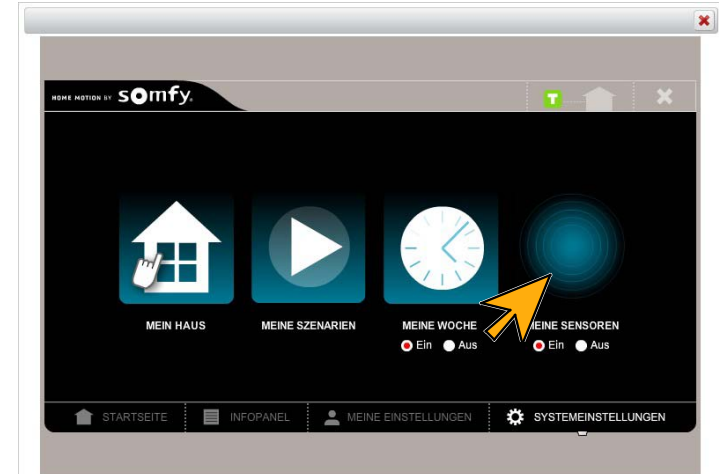 HOME MOTION BY somfy.
T
MEIN HAUS
MEINE SZENARIEN
MEINE WOCHE
Ein Aus
MEINE SENSOREN
Ein Aus
STARTSEITE INFOPANEL MEINE EINSTELLUNGEN SYSTEMEINSTELLUNGEN